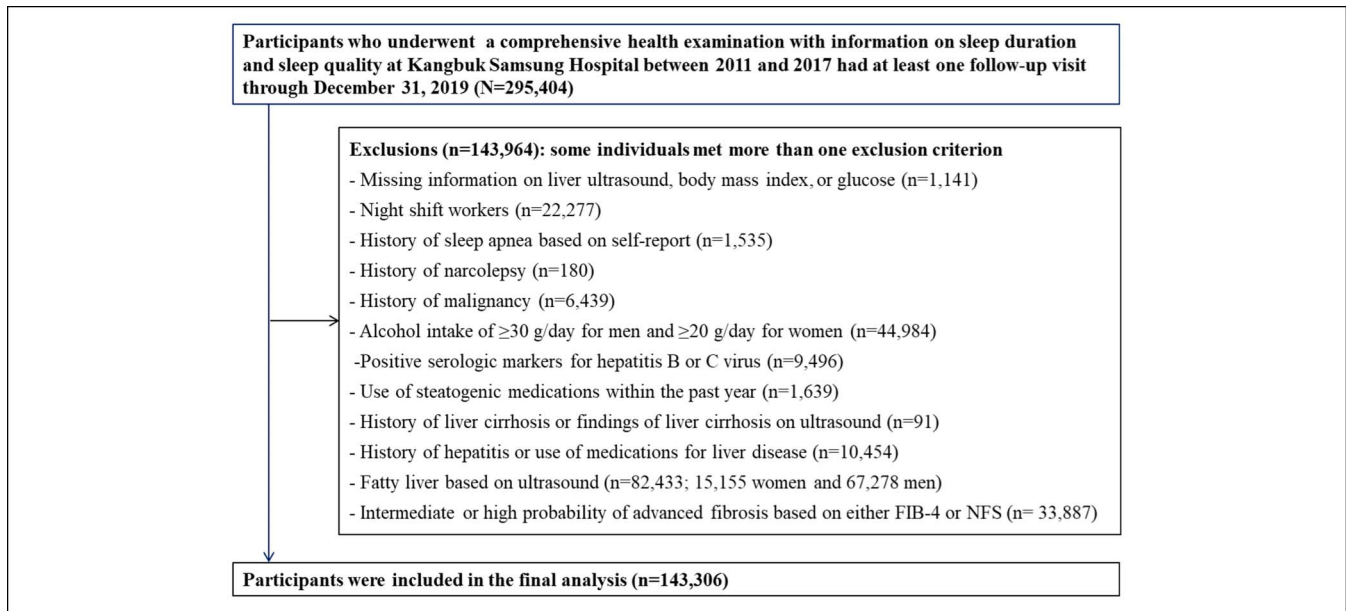 Participants who underwent a comprehensive health examination with information on sleep duration
and sleep quality at Kangbuk Samsung Hospital between 2011 and 2017 had at least one follow-up visit
through December 31, 2019 (N=295,404)
Exclusions (n=143,964): some individuals met more than one exclusion criterion
- Missing information on liver ultrasound, body mass index, or glucose (n=1,141)
- Night shift workers (n=22,277)
- History of sleep apnea based on self-report (n=1,535)
- History of narcolepsy (n=180)
- History of malignancy (n=6,439)
- Alcohol intake of ≥30 g/day for men and ≥20 g/day for women (n=44,984)
-Positive serologic markers for hepatitis B or C virus (n=9,496)
- Use of steatogenic medications within the past year (n=1,639)
- History of liver cirrhosis or findings of liver cirrhosis on ultrasound (n=91)
- History of hepatitis or use of medications for liver disease (n=10,454)
- Fatty liver based on ultrasound (n=82,433; 15,155 women and 67,278 men)
- Intermediate or high probability of advanced fibrosis based on either FIB-4 or NFS (n= 33,887)
Participants were included in the final analysis (n=143,306)